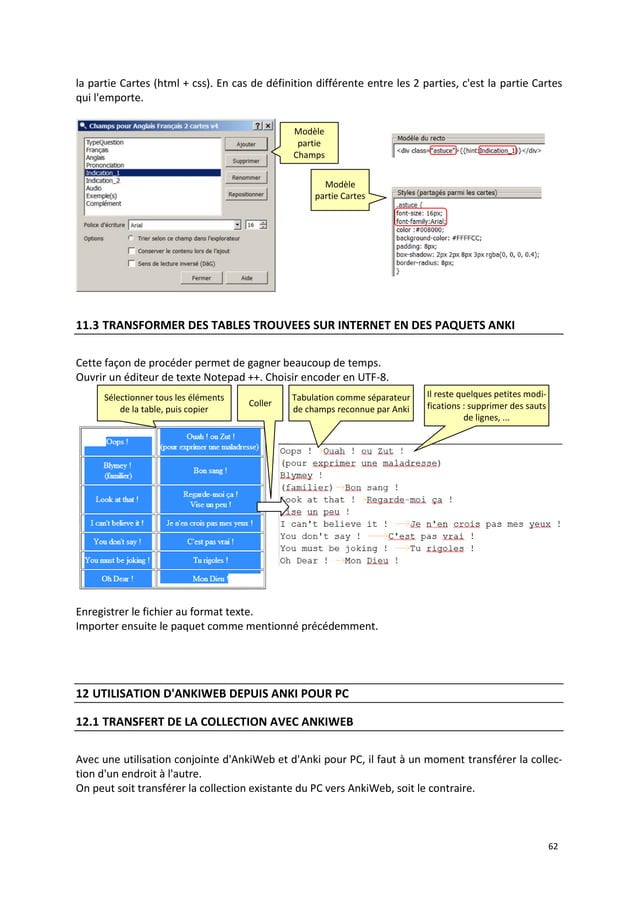 la partie Cartes (html + css). En cas de définition différente entre les 2 parties, c'est la partie Cartes
qui l'emporte.
Champs pour Anglais Français 2 cartes v4
TypeQuestion
Français
Anglais
Prononciation
Indication_1
Indication_2
Audio
Exemple(s)
Complément
Ajouter
Supprimer
Renommer
Repositionner
Police d'écriture Arial 16
Options Trier selon ce champ dans l'explorateur
Conserver le contenu lors de l'ajout
Sens de lecture inversé (DàG)
Fermer Aide
Modèle
partie
Champs
Modèle
partie Cartes
Modèle du recto
<div class="astuce">{{hint:Indication_1}}</div>
Styles (partagés parmi les cartes)
.astuce {
font-size: 16px;
font-family:Arial;
color :#008000;
background-color: #FFFFCC;
padding: 8px;
box-shadow: 2px 2px 8px 3px rgba(0, 0, 0, 0.4);
border-radius: 8px;
}
11.3 TRANSFORMER DES TABLES TROUVEES SUR INTERNET EN DES PAQUETS ANKI
Cette façon de procéder permet de gagner beaucoup de temps.
Ouvrir un éditeur de texte Notepad ++. Choisir encoder en UTF-8.
Sélectionner tous les éléments
de la table, puis copier
Coller
Tabulation comme séparateur
de champs reconnue par Anki
Il reste quelques petites modi-
fications : supprimer des sauts
de lignes, ...
Oops ! Ouah ! ou Zut !
(pour exprimer une maladresse)
Blymey !
(familier) Bon sang !
Look at that ! Regarde-moi ça !
Vise un peu !
I can't believe it ! Je n'en crois pas mes yeux !
You don't say ! C'est pas vrai !
You must be joking ! Tu rigoles !
Oh Dear ! Mon Dieu !
Oops ! Ouah ! ou Zut !
(pour exprimer une maladresse)
Blymey !
(familier) Bon sang !
Look at that ! Regarde-moi ça !
Vise un peu !
I can't believe it ! Je n'en crois pas mes yeux !
You don't say ! C'est pas vrai !
You must be joking ! Tu rigoles !
Oh Dear ! Mon Dieu !
Enregistrer le fichier au format texte.
Importer ensuite le paquet comme mentionné précédemment.
12 UTILISATION D'ANKIWEB DEPUIS ANKI POUR PC
12.1 TRANSFERT DE LA COLLECTION AVEC ANKIWEB
Avec une utilisation conjointe d'AnkiWeb et d'Anki pour PC, il faut à un moment transférer la collec-
tion d'un endroit à l'autre.
On peut soit transférer la collection existante du PC vers AnkiWeb, soit le contraire.
62